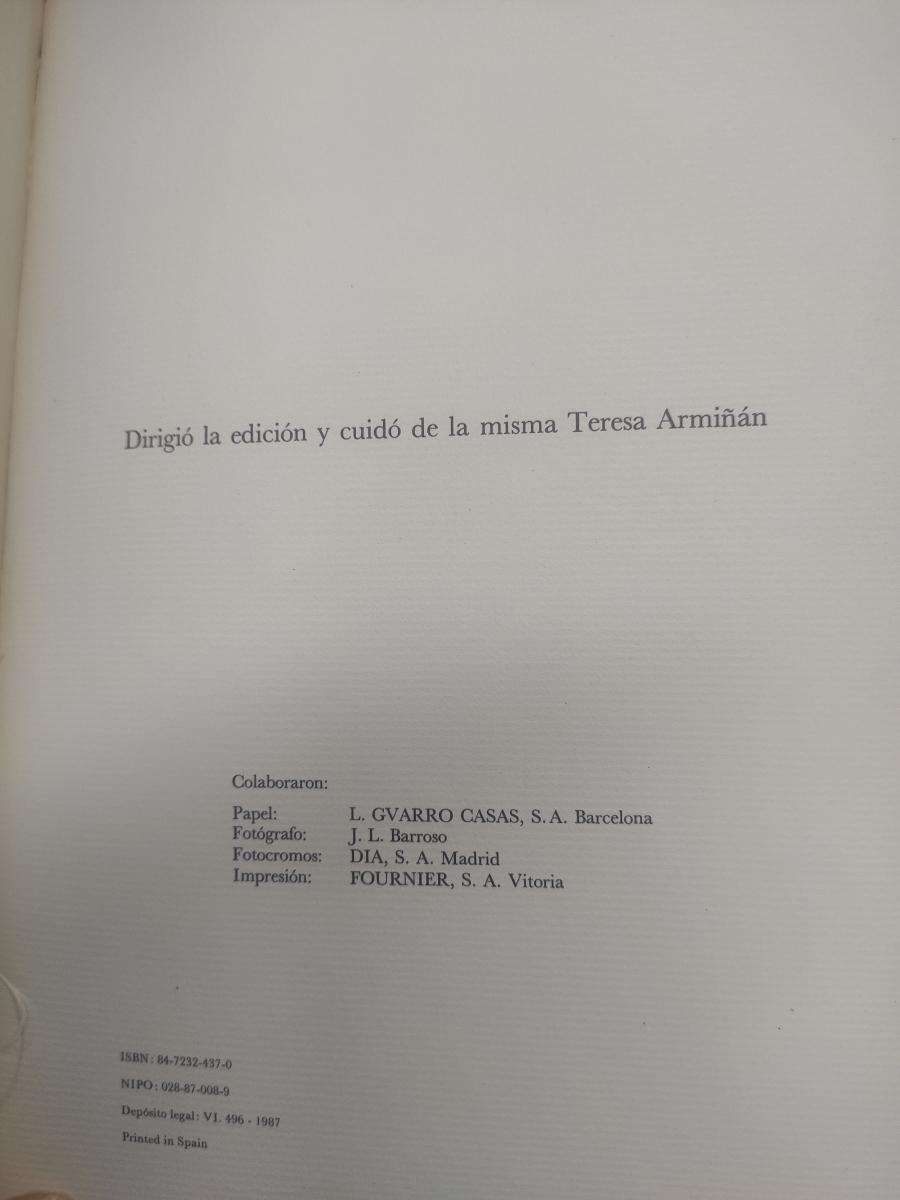 Dirigió la edición y cuidó de la misma Teresa Armiñán
Colaboraron:
Papel: L. GVARRO CASAS, S.A. Barcelona
Fotógrafo: J. L. Barroso
Fotocromos: DIA, S. A. Madrid
Impresión: FOURNIER, S. A. Vitoria
ISBN: 84-7232-437-0
NIPO: 028-87-008-9
Depósito legal: VI. 496 - 1987
Printed in Spain